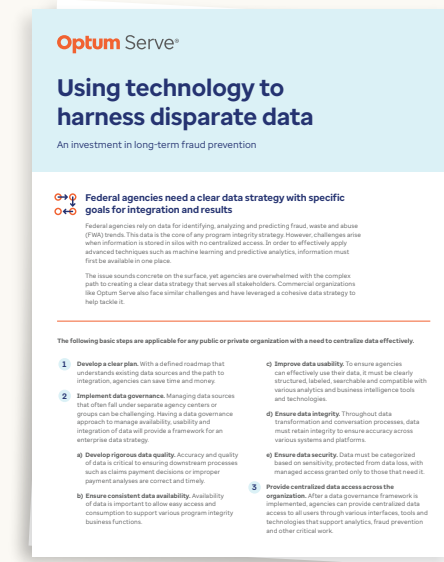 Optum Serve®
Using technology to
harness disparate data
An investment in long-term fraud prevention
Federal agencies need a clear data strategy with specific
goals for integration and results
Federal agencies rely on data for identifying, analyzing and predicting fraud, waste and abuse
(FWA) trends. This data is the core of any program integrity strategy. However, challenges arise
when information is stored in silos with no centralized access. In order to effectively apply
advanced techniques such as machine learning and predictive analytics, information must
first be available in one place.
The issue sounds concrete on the surface, yet agencies are overwhelmed with the complex
path to creating a clear data strategy that serves all stakeholders. Commercial organizations
like Optum Serve also face similar challenges and have leveraged a cohesive data strategy to
help tackle it.
The following basic steps are applicable for any public or private organization with a need to centralize data effectively.
1 Develop a clear plan. With a defined roadmap that
understands existing data sources and the path to
integration, agencies can save time and money.
2 Implement data governance. Managing data sources
that often fall under separate agency centers or
groups can be challenging. Having a data governance
approach to manage availability, usability and
integration of data will provide a framework for an
enterprise data strategy.
a) Develop rigorous data quality. Accuracy and quality
of data is critical to ensuring downstream processes
such as claims payment decisions or improper
payment analyses are correct and timely.
b) Ensure consistent data availability. Availability
of data is important to allow easy access and
consumption to support various program integrity
business functions.
c) Improve data usability. To ensure agencies
can effectively use their data, it must be clearly
structured, labeled, searchable and compatible with
various analytics and business intelligence tools
and technologies.
d) Ensure data integrity. Throughout data
transformation and conversation processes, data
must retain integrity to ensure accuracy across
various systems and platforms.
e) Ensure data security. Data must be categorized
based on sensitivity, protected from data loss, with
managed access granted only to those that need it.
3 Provide centralized data access across the
organization. After a data governance framework is
implemented, agencies can provide centralized data
access to all users through various interfaces, tools and
technologies that support analytics, fraud prevention
and other critical work.